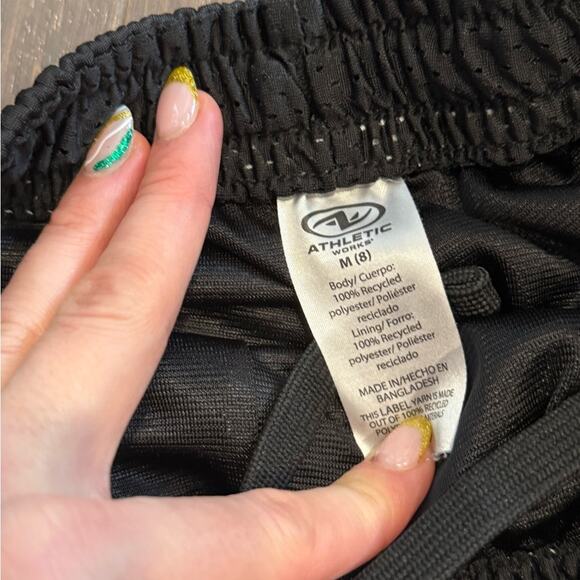 ATHLETIC
WORKS®
M (8)
Body/ Cuerpo:
100% Recycled
polyester/ Poliéster
reciclado
Lining/ Forro:
100% Recycled
polyester/ Poliéster
reciclado
MADE IN/HECHO EN
BANGLADESH
THIS LABEL YARN IS MADE
OUT OF 100% RECYCLED